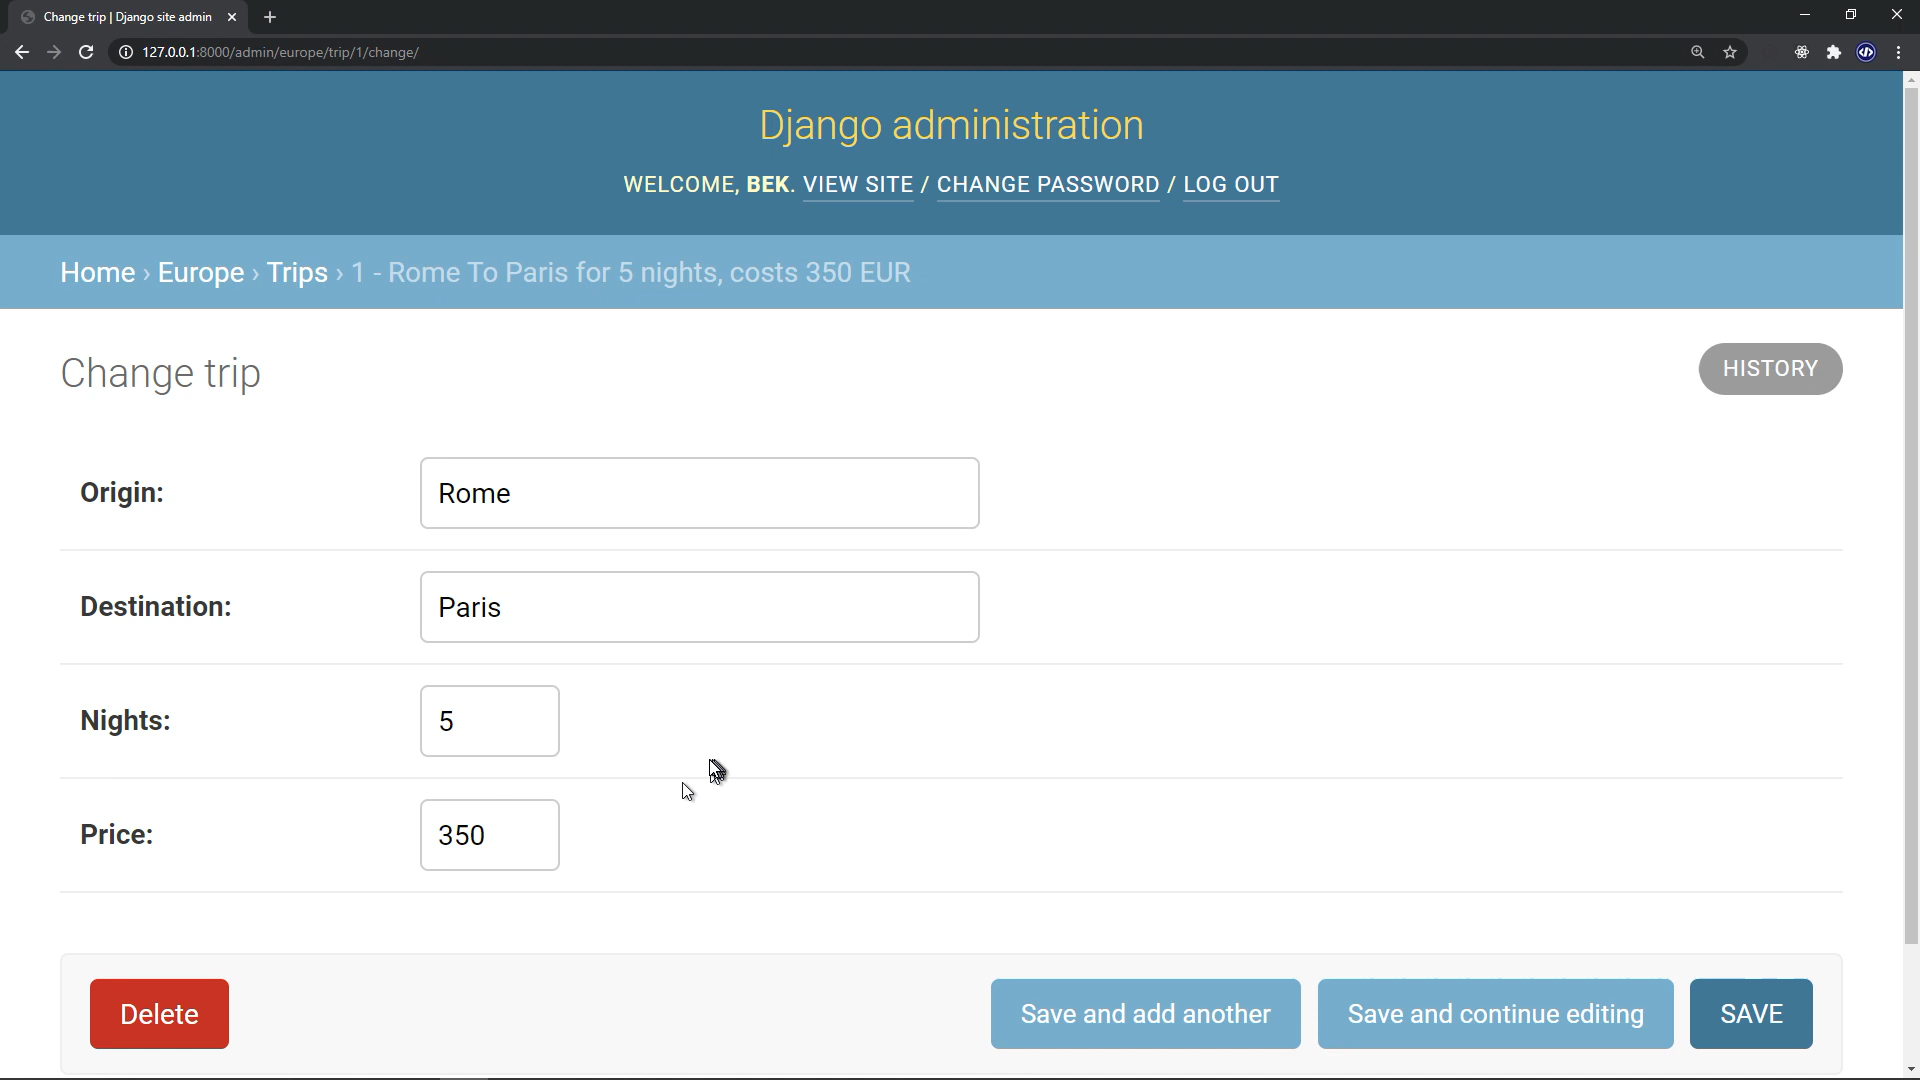 Change trip | Django site admin
127.0.0.1:8000/admin/europe/trip/1/change/
Django administration
WELCOME, BEK. VIEW SITE / CHANGE PASSWORD / LOG OUT
Home › Europe › Trips › 1 - Rome To Paris for 5 nights, costs 350 EUR
Change trip
HISTORY
Origin: Rome
Destination: Paris
Nights: 5
Price: 350
Delete Save and add another Save and continue editing SAVE